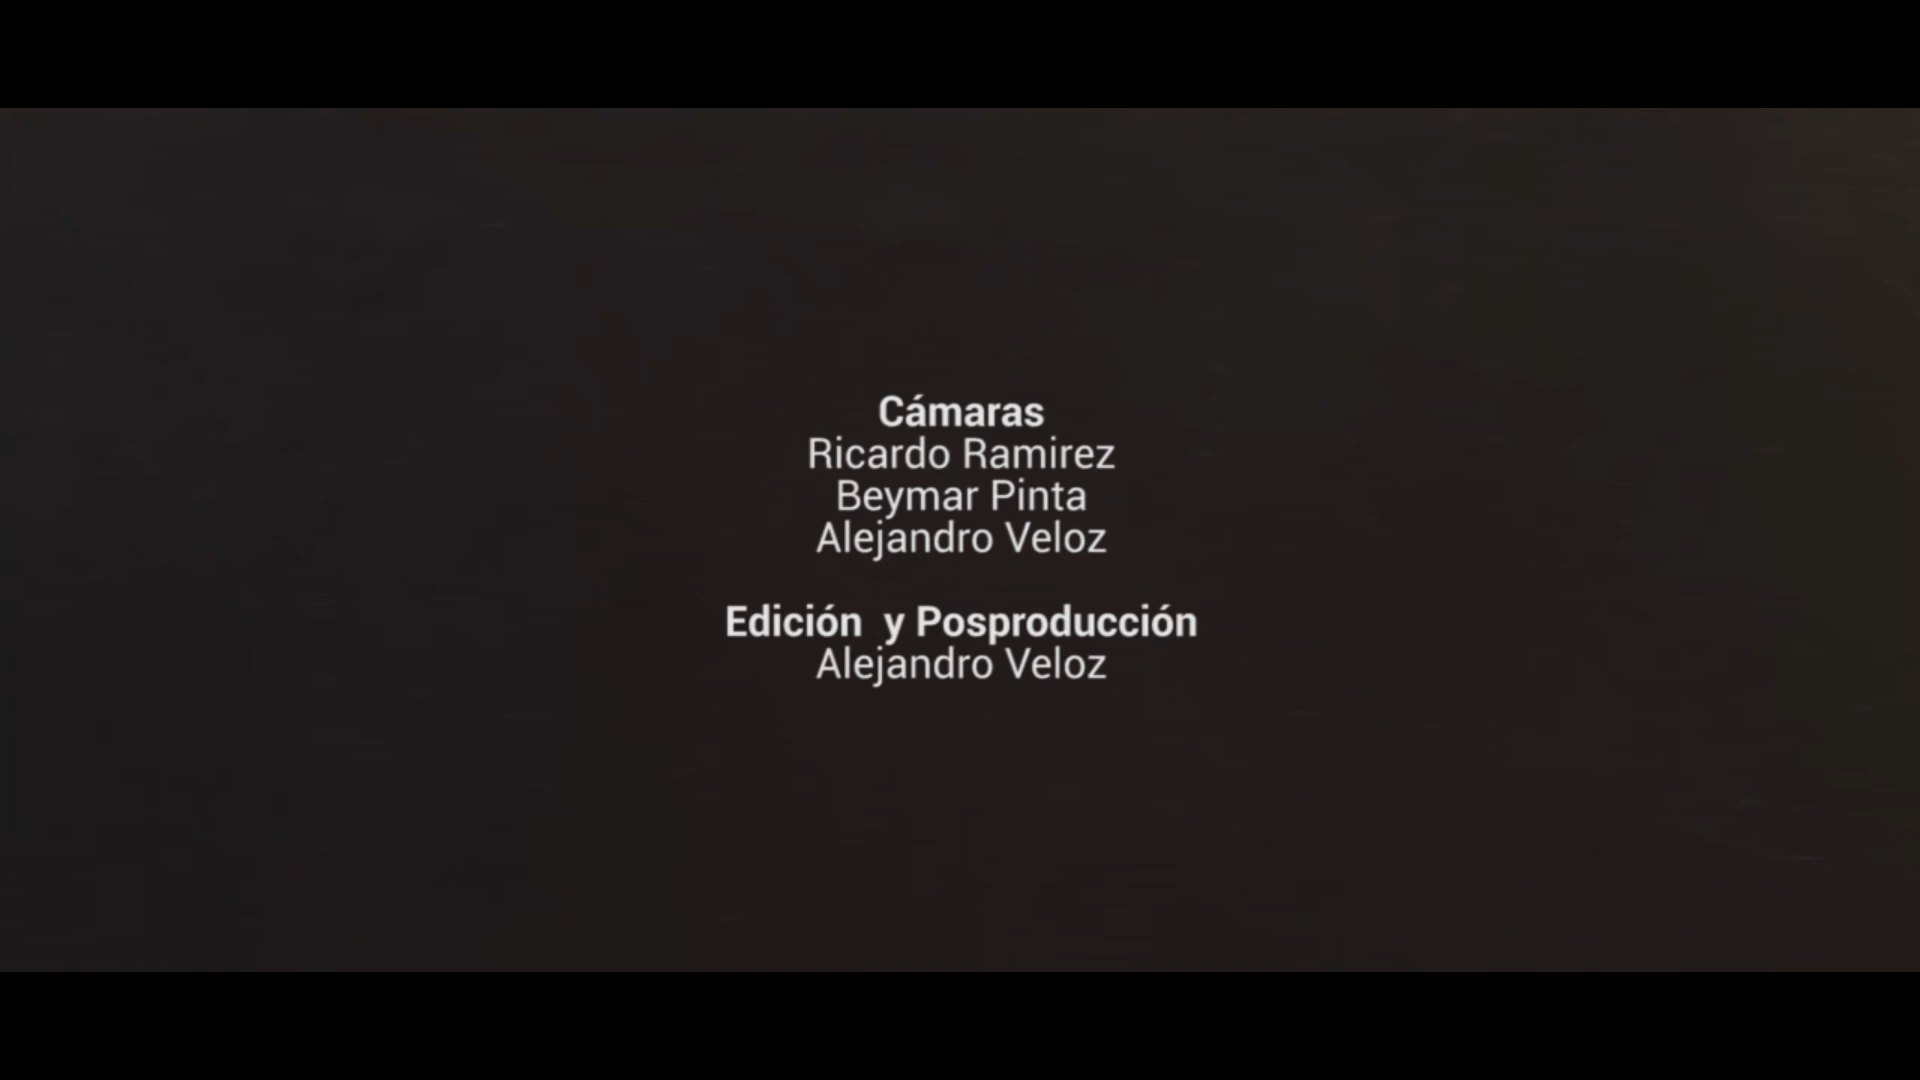 Cámaras
Ricardo Ramirez
Beymar Pinta
Alejandro Veloz
Edición  y Posproducción
Alejandro Veloz